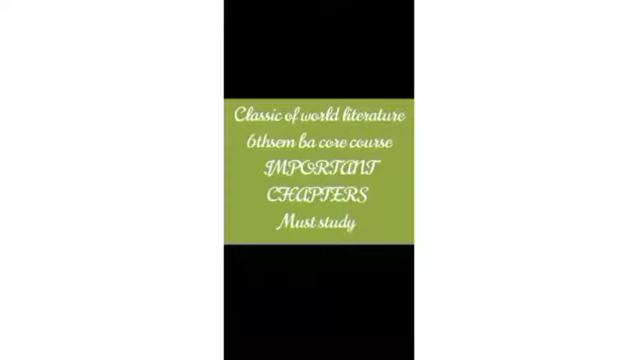 Classic of world literature
6thsem ba core course
IMPORTANT
CHAPTERS
Must study